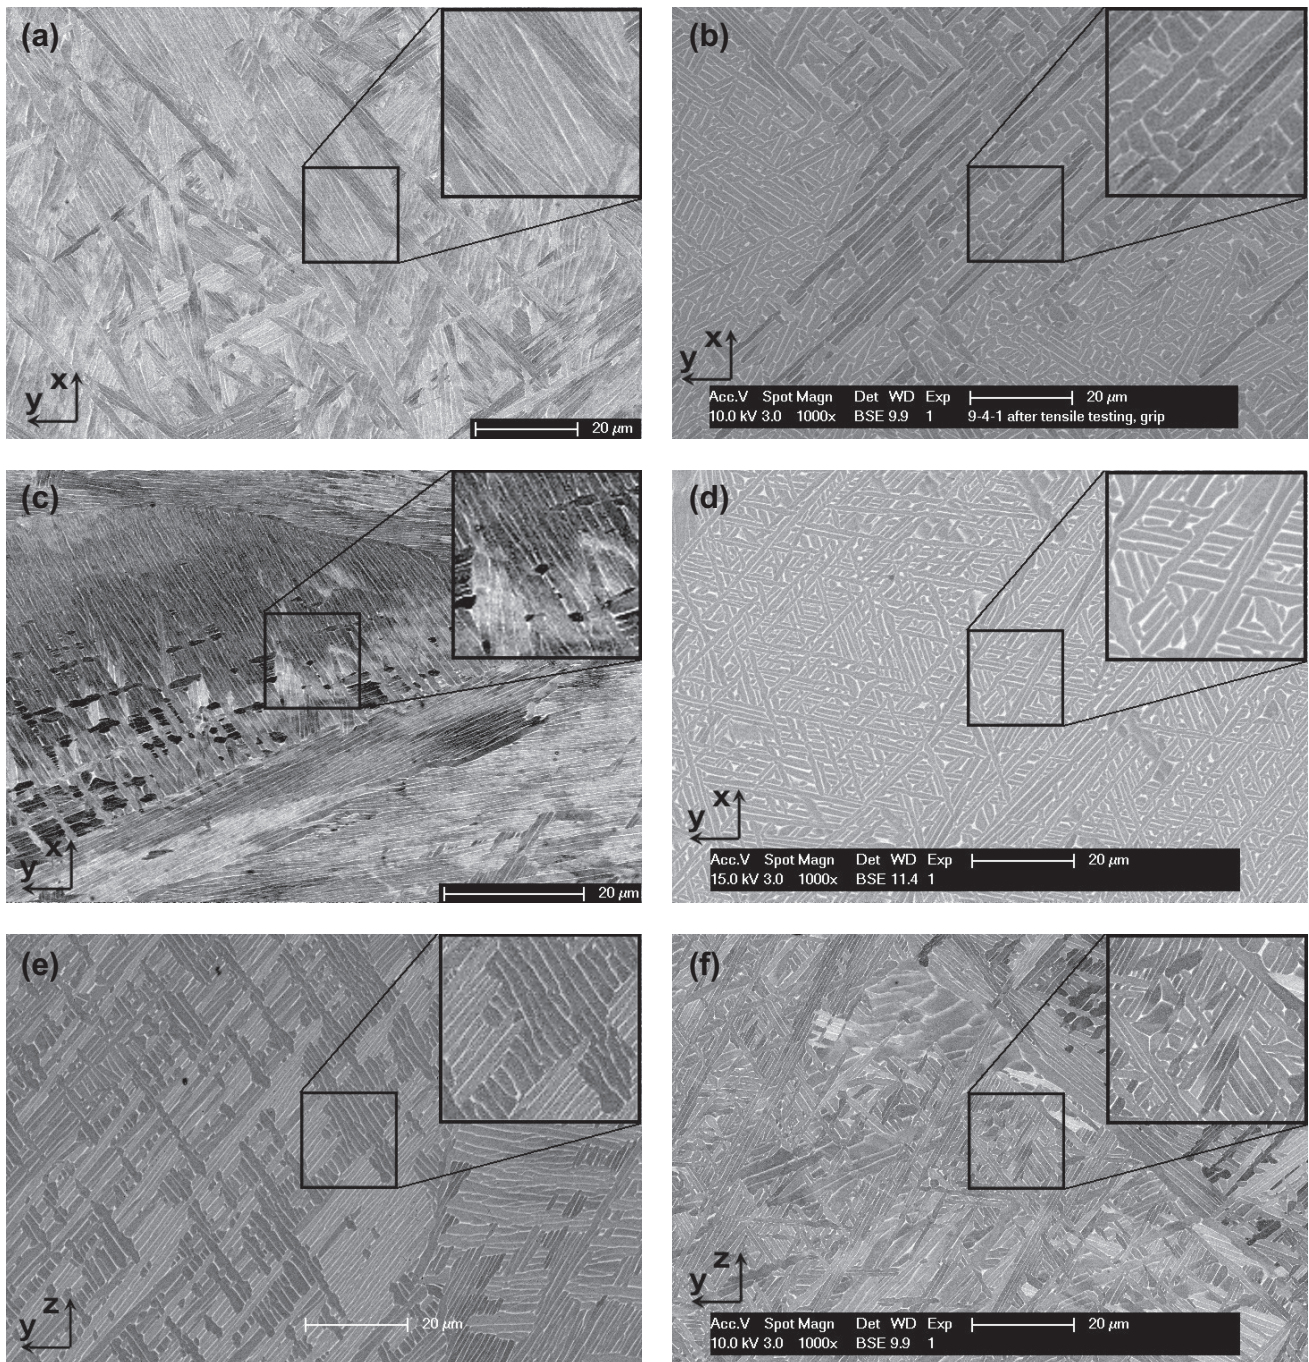 (a)
x
y
20 μm
(b)
x
y
Acc.V Spot Magn Det WD Exp 20 μm
10.0 kV 3.0 1000x BSE 9.9 1 9-4-1 after tensile testing, grip
(c)
x
y
20 μm
(d)
x
y
Acc.V Spot Magn Det WD Exp 20 μm
15.0 kV 3.0 1000x BSE 11.4 1
(e)
z
y
20 μm
(f)
z
y
Acc.V Spot Magn Det WD Exp 20 μm
10.0 kV 3.0 1000x BSE 9.9 1